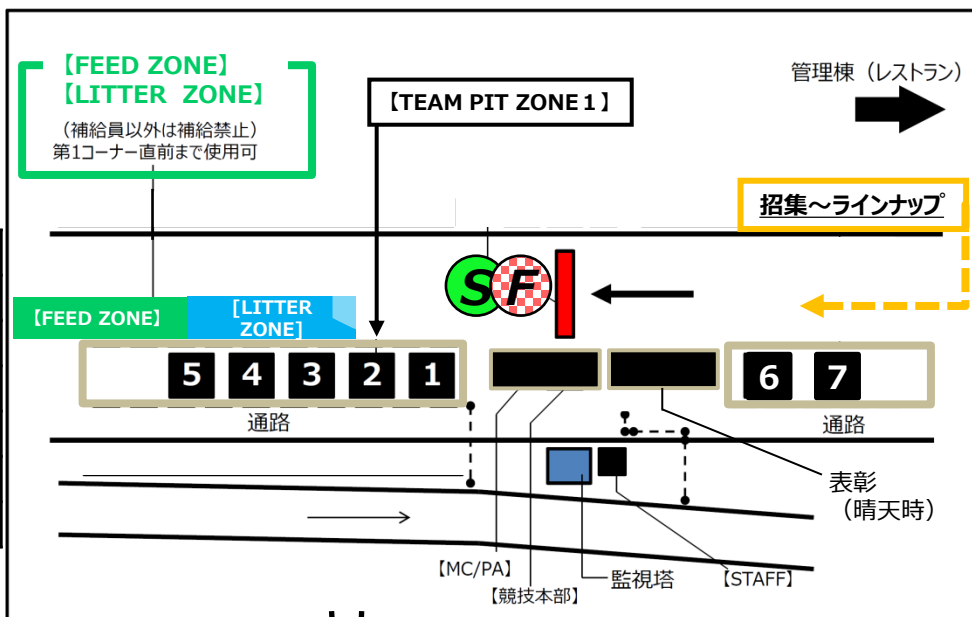 【FEED ZONE】
【LITTER ZONE】
（補給員以外は補給禁止）
第1コーナー直前まで使用可
【TEAM PIT ZONE１】
管理棟（レストラン）
招集～ラインナップ
S F
【FEED ZONE】
[LITTER
ZONE]
5 4 3 2 1
6 7
通路
通路
表彰
（晴天時）
【MC/PA】
【競技本部】
監視塔
【STAFF】